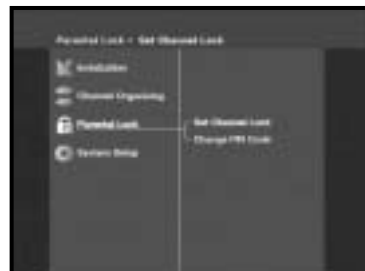 Parental Lock > Set Channel Lock
Installation
Channel Organising
Parental Lock
Set Channel Lock
Change PIN Code
System Setup